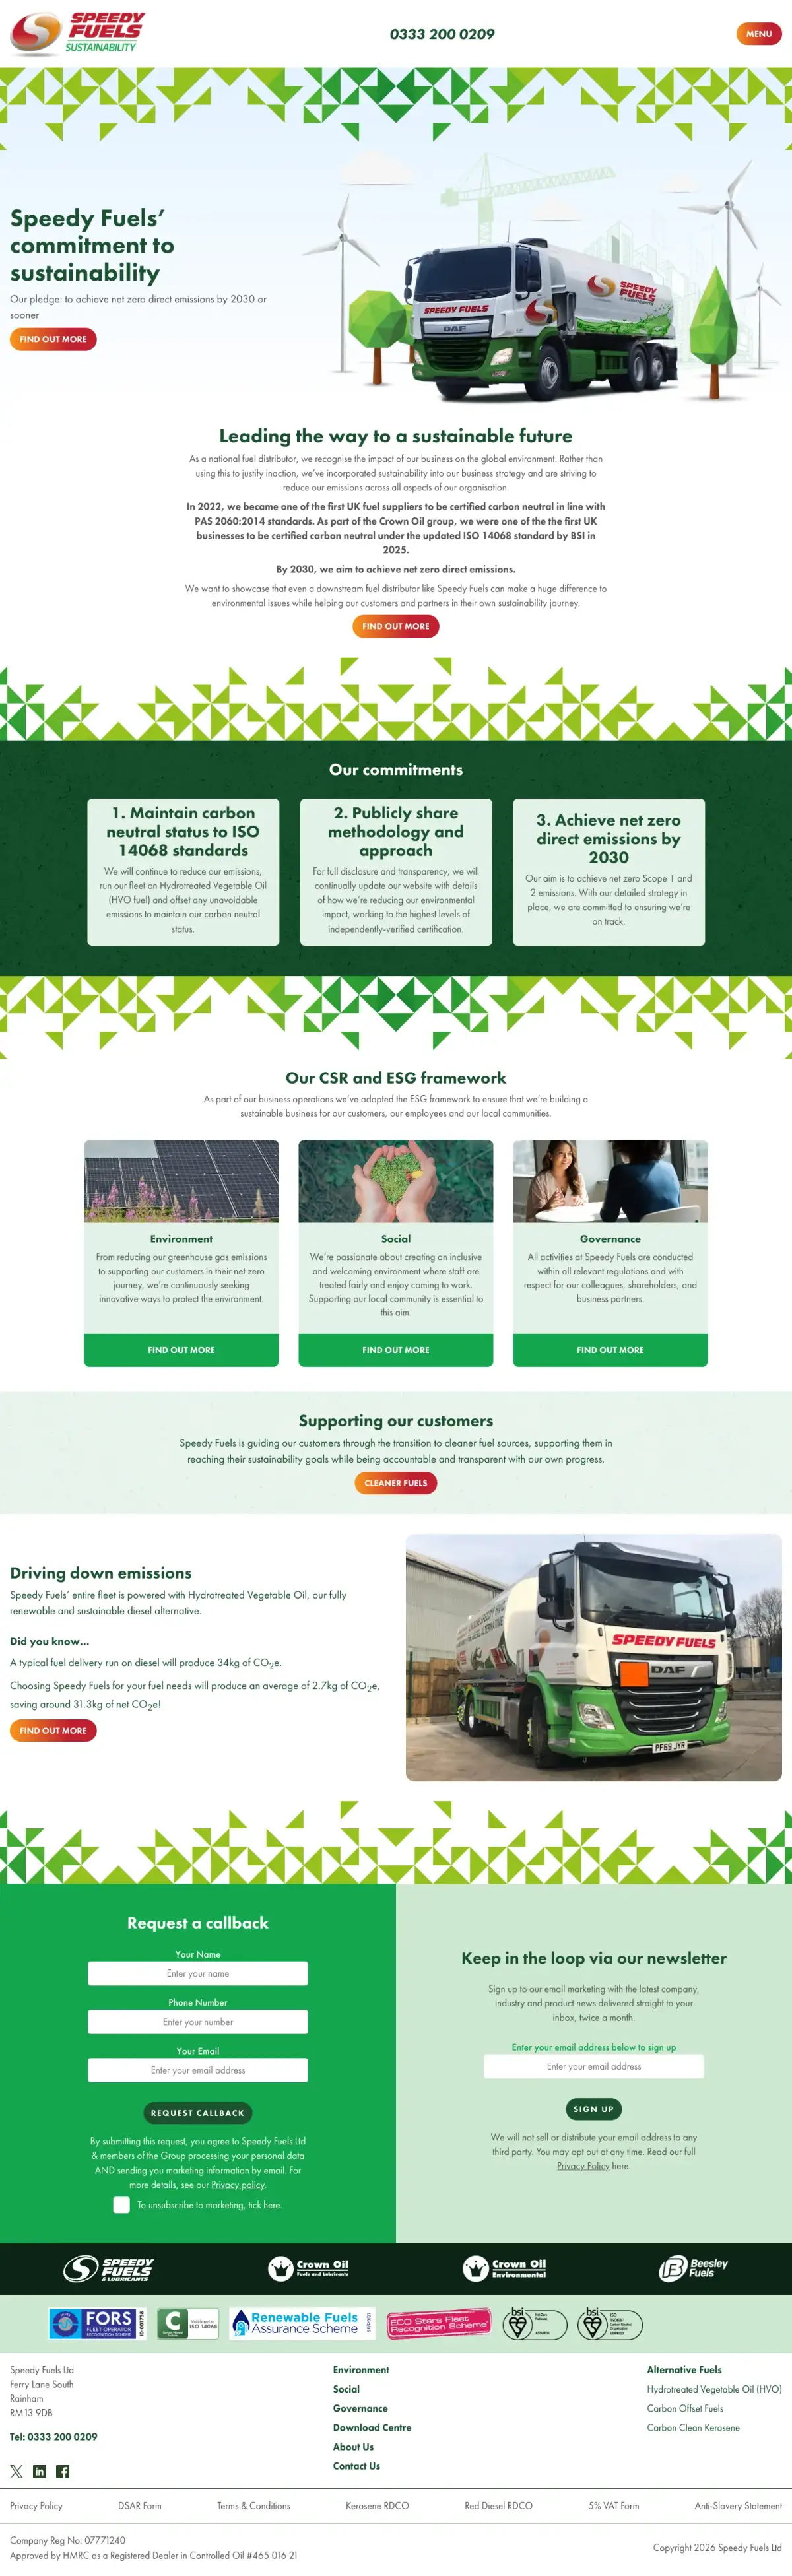 SPEEDY
FUELS
SUSTAINABILITY
0333 200 0209
MENU
Speedy Fuels’
commitment to
sustainability
Our pledge: to achieve net zero direct emissions by 2030 or
sooner
FIND OUT MORE
SPEEDY FUELS
DAF
SPEEDY
FUELS
& LUBRICANTS
Leading the way to a sustainable future
As a national fuel distributor, we recognise the impact of our business on the global environment. Rather than
using this to justify inaction, we’ve incorporated sustainability into our business strategy and are striving to
reduce our emissions across all aspects of our organisation.
In 2022, we became one of the first UK fuel suppliers to be certified carbon neutral in line with
PAS 2060:2014 standards. As part of the Crown Oil group, we were one of the the first UK
businesses to be certified carbon neutral under the updated ISO 14068 standard by BSI in
2025.
By 2030, we aim to achieve net zero direct emissions.
We want to showcase that even a downstream fuel distributor like Speedy Fuels can make a huge difference to
environmental issues while helping our customers and partners in their own sustainability journey.
FIND OUT MORE
Our commitments
1. Maintain carbon
neutral status to ISO
14068 standards
We will continue to reduce our emissions,
run our fleet on Hydrotreated Vegetable Oil
(HVO fuel) and offset any unavoidable
emissions to maintain our carbon neutral
status.
2. Publicly share
methodology and
approach
For full disclosure and transparency, we will
continually update our website with details
of how we’re reducing our environmental
impact, working to the highest levels of
independently-verified certification.
3. Achieve net zero
direct emissions by
2030
Our aim is to achieve net zero Scope 1 and
2 emissions. With our detailed strategy in
place, we are committed to ensuring we’re
on track.
Our CSR and ESG framework
As part of our business operations we’ve adopted the ESG framework to ensure that we’re building a
sustainable business for our customers, our employees and our local communities.
Environment
From reducing our greenhouse gas emissions
to supporting our customers in their net zero
journey, we’re continuously seeking
innovative ways to protect the environment.
FIND OUT MORE
Social
We’re passionate about creating an inclusive
and welcoming environment where staff are
treated fairly and enjoy coming to work.
Supporting our local community is essential to
this aim.
FIND OUT MORE
Governance
All activities at Speedy Fuels are conducted
within all relevant regulations and with
respect for our colleagues, shareholders, and
business partners.
FIND OUT MORE
Supporting our customers
Speedy Fuels is guiding our customers through the transition to cleaner fuel sources, supporting them in
reaching their sustainability goals while being accountable and transparent with our own progress.
CLEANER FUELS
Driving down emissions
Speedy Fuels’ entire fleet is powered with Hydrotreated Vegetable Oil, our fully
renewable and sustainable diesel alternative.
Did you know...
A typical fuel delivery run on diesel will produce 34kg of CO2e.
Choosing Speedy Fuels for your fuel needs will produce an average of 2.7kg of CO2e,
saving around 31.3kg of net CO2e!
FIND OUT MORE
SPEEDY FUELS
DAF
PF69 JYR
Request a callback
Your Name
Enter your name
Phone Number
Enter your number
Your Email
Enter your email address
REQUEST CALLBACK
By submitting this request, you agree to Speedy Fuels Ltd
& members of the Group processing your personal data
AND sending you marketing information by email. For
more details, see our Privacy policy.
To unsubscribe to marketing, tick here.
Keep in the loop via our newsletter
Sign up to our email marketing with the latest company,
industry and product news delivered straight to your
inbox, twice a month.
Enter your email address below to sign up
Enter your email address
SIGN UP
We will not sell or distribute your email address to any
third party. You may opt out at any time. Read our full
Privacy Policy here.
SPEEDY
FUELS
& LUBRICANTS
Crown Oil
Fuels and Lubricants
Crown Oil
Environmental
Beesley
Fuels
FORS
FLEET OPERATOR
RECOGNITION SCHEME
ID:001758
C
Validated to
ISO 14068
Renewable Fuels
Assurance Scheme
ECO Stars Fleet
Recognition Scheme
bsi
bsi
Speedy Fuels Ltd
Ferry Lane South
Rainham
RM13 9DB
Tel: 0333 200 0209
Environment
Social
Governance
Download Centre
About Us
Contact Us
Alternative Fuels
Hydrotreated Vegetable Oil (HVO)
Carbon Offset Fuels
Carbon Clean Kerosene
Privacy Policy
DSAR Form
Terms & Conditions
Kerosene RDCO
Red Diesel RDCO
5% VAT Form
Anti-Slavery Statement
Company Reg No: 07771240
Approved by HMRC as a Registered Dealer in Controlled Oil #465 016 21
Copyright 2026 Speedy Fuels Ltd